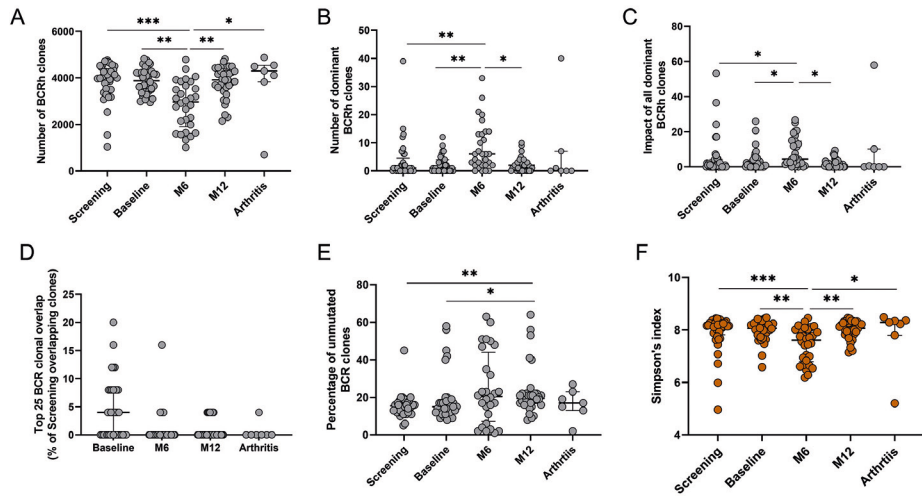 A
Number of BCRh clones
6000
4000
2000
0
***
*
**
**
Screening
Baseline
M6
M12
Arthritis
B
Number of dominant
BCRh clones
50
40
30
20
10
0
**
**
*
Screening
Baseline
M6
M12
Arthritis
C
Impact of all dominant
BCRh clones
80
60
40
20
0
*
*
*
Screening
Baseline
M6
M12
Arthritis
D
Top 25 BCR clonal overlap
(% of Screening overlapping clones)
25
20
15
10
5
0
Baseline
M6
M12
Arthritis
E
Percentage of unmutated
BCR clones
80
60
40
20
0
**
*
Screening
Baseline
M6
M12
Arthrtiis
F
Simpson's index
10
8
6
4
***
*
**
**
Screening
Baseline
M6
M12
Arthritis